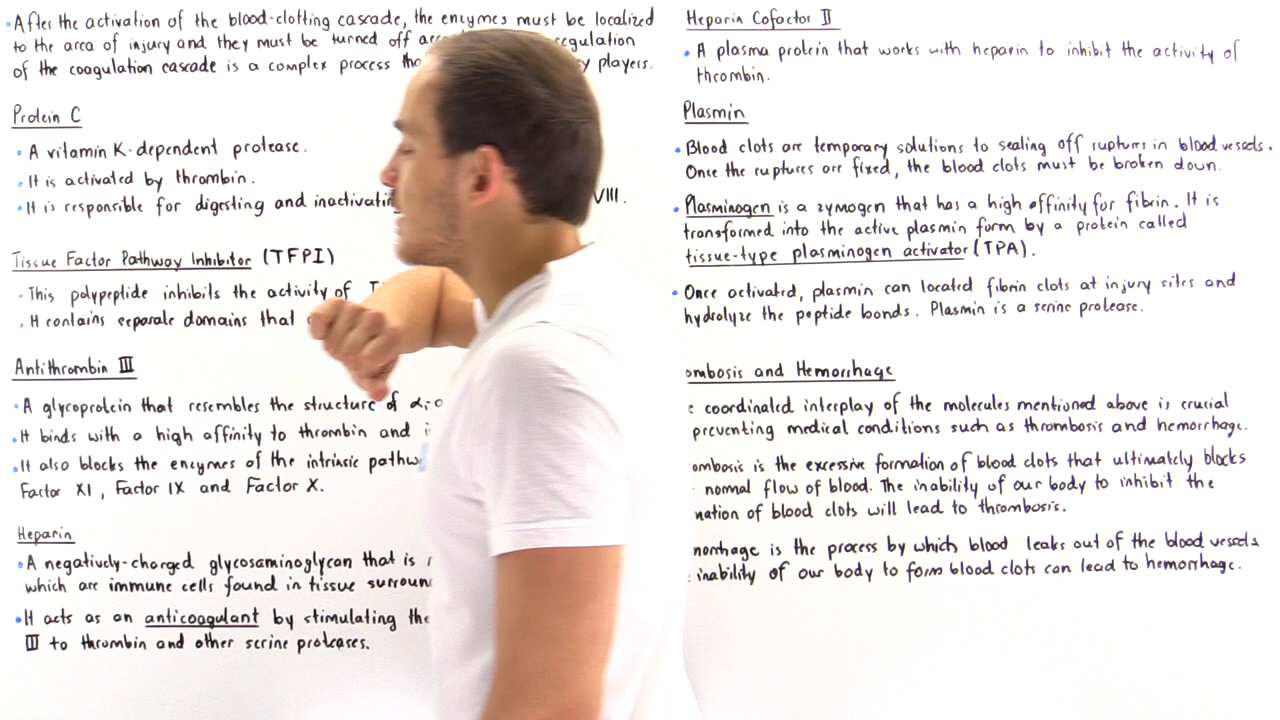 • After the activation of the blood-clotting cascade, the enzymes must be localized
to the area of injury and they must be turned off regulation
of the coagulation cascade is a complex process players.
Protein C
• A vitamin K-dependent protease.
• It is activated by thrombin.
• It is responsible for digesting and VIII.
Tissue Factor Pathway Inhibitor (TFPI)
• This polypeptide inhibits the activity of
• It contains separate domains that
Antithrombin III
• A glycoprotein that resembles the structure of
• It binds with a high affinity to thrombin and
• It also blocks the enzymes of the intrinsic
Factor XI, Factor IX and Factor X.
Heparin
• A negatively-charged glycosaminoglycan that is
which are immune cells found in tissue
• It acts as an anticoagulant by stimulating the
III to thrombin and other serine proteases.
Heparin Cofactor II
• A plasma protein that works with heparin to inhibit the activity of
thrombin.
Plasmin
• Blood clots are temporary solutions to sealing off ruptures in blood vessels.
Once the ruptures are fixed, the blood clots must be broken down.
• Plasminogen is a zymogen that has a high affinity for fibrin. It is
transformed into the active plasmin form by a protein called
tissue-type plasminogen activator (TPA).
• Once activated, plasmin can located fibrin clots at injury sites and
hydrolyze the peptide bonds. Plasmin is a serine protease.
ombosis and Hemorrhage
coordinated interplay of the molecules mentioned above is crucial
preventing medical conditions such as thrombosis and hemorrhage.
ombosis is the excessive formation of blood clots that ultimately blocks
normal flow of blood. The inability of our body to inhibit the
mation of blood clots will lead to thrombosis.
morrhage is the process by which blood leaks out of the blood vessels
inability of our body to form blood clots can lead to hemorrhage.